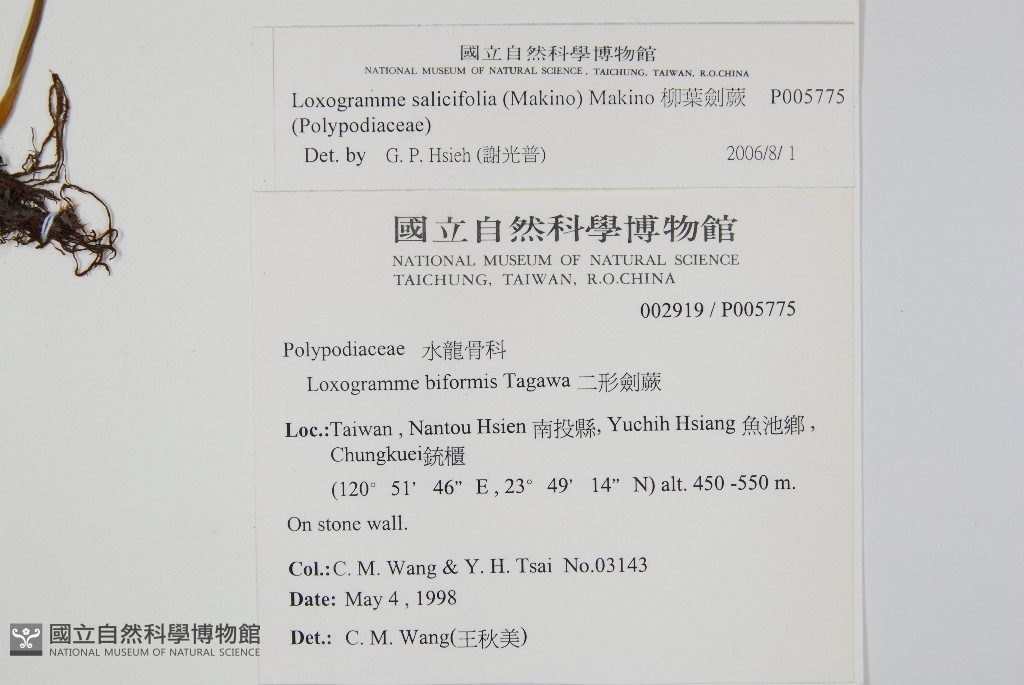 國立自然科學博物館
NATIONAL MUSEUM OF NATURAL SCIENCE, TAICHUNG, TAIWAN, R.O.CHINA
Loxogramme salicifolia (Makino) Makino 柳葉劍蕨 P005775
(Polypodiaceae)
Det. by G. P. Hsieh (謝光普) 2006/8/ 1
國立自然科學博物館
NATIONAL MUSEUM OF NATURAL SCIENCE
TAICHUNG, TAIWAN, R.O.CHINA
002919 / P005775
Polypodiaceae 水龍骨科
Loxogramme biformis Tagawa 二形劍蕨
Loc.:Taiwan , Nantou Hsien 南投縣, Yuchih Hsiang 魚池鄉 ,
Chungkuei銃櫃
(120° 51' 46" E , 23° 49' 14" N) alt. 450 -550 m.
On stone wall.
Col.: C. M. Wang & Y. H. Tsai No.03143
Date: May 4 , 1998
Det.: C. M. Wang(王秋美)
國立自然科學博物館
NATIONAL MUSEUM OF NATURAL SCIENCE